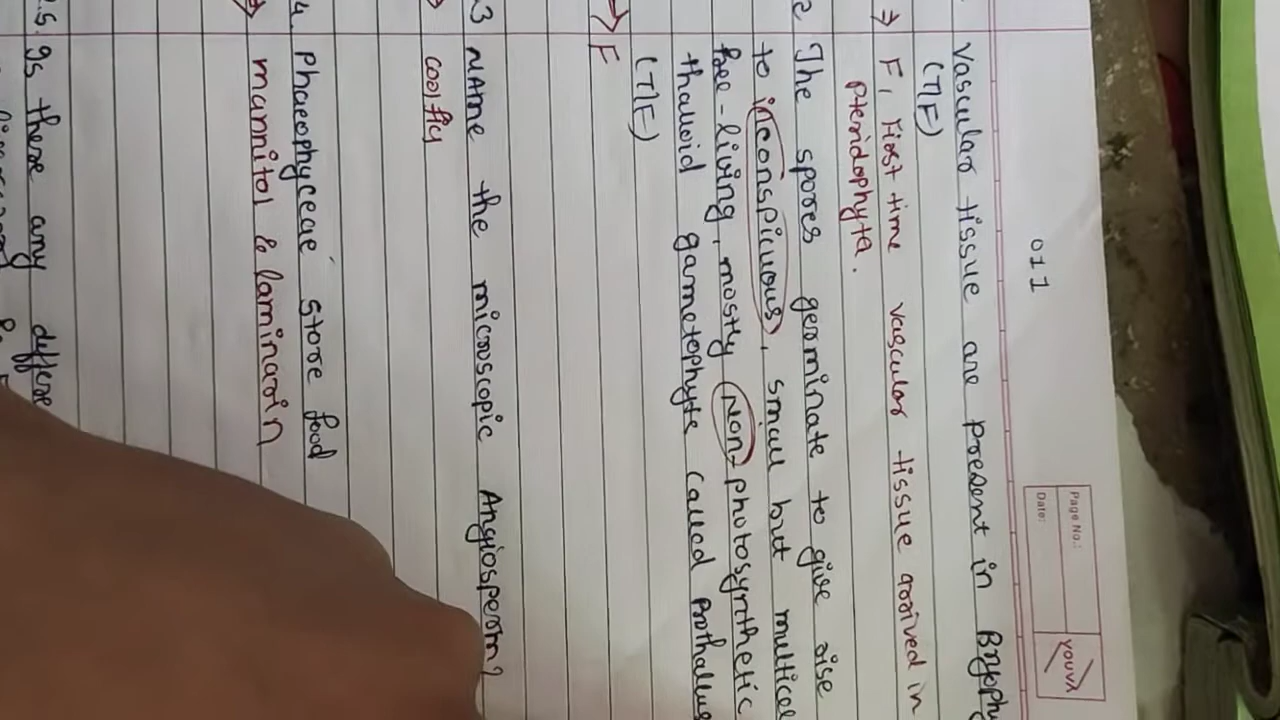 011
Page No.:
Date:
YOUVA
Vascular tissue are present in Bryophy
(T/F)
⇒ F, First time vascular tissue arrived in
Pteridophyta.
2 The spores germinate to give rise
to inconspicuous, small but multicel
free-living, mostly Non-photosynthetic
thalloid gametophyte called Prothallus
(T/F)
→ F
3 NAme the microscopic Angiosperm?
4. Phaeophyceae store food
⇒ mannitol & laminarin
5. Is there any